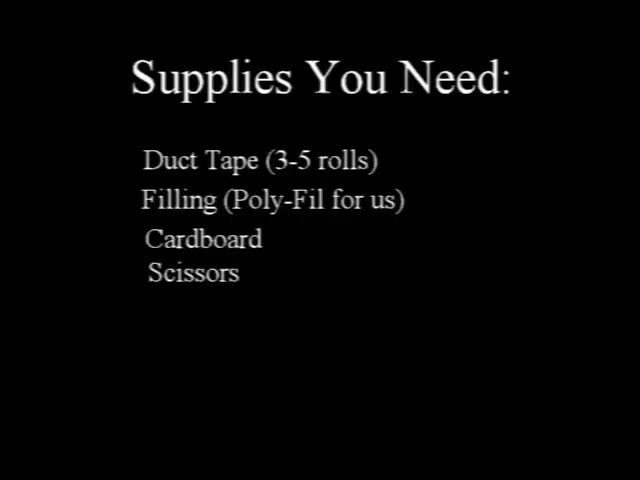 Supplies You Need:
Duct Tape (3-5 rolls)
Filling (Poly-Fil for us)
Cardboard
Scissors